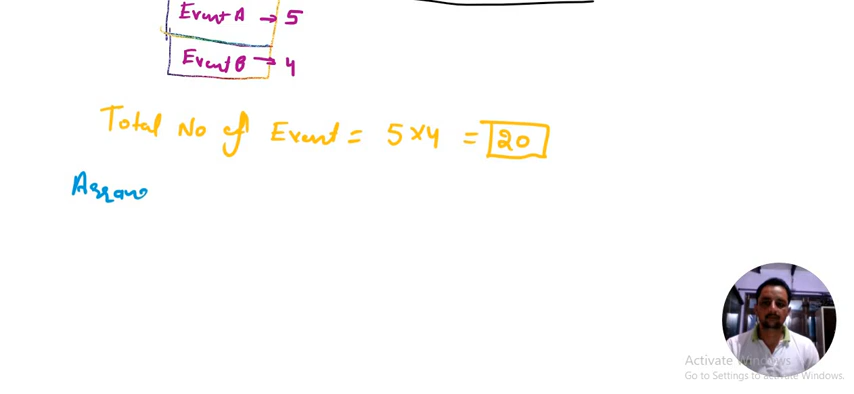 Event A → 5
Event B → 4
Total No of Event = 5×4 = 20
Arran
Activate Windows
Go to Settings to activate Windows.